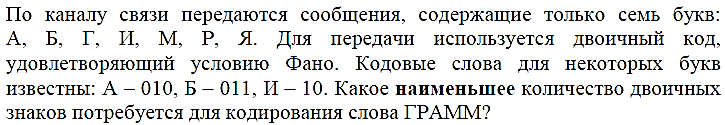 По каналу связи передаются сообщения, содержащие только семь букв:
А, Б, Г, И, М, Р, Я. Для передачи используется двоичный код,
удовлетворяющий условию Фано. Кодовые слова для некоторых букв
известны: А – 010, Б – 011, И – 10. Какое наименьшее количество двоичных
знаков потребуется для кодирования слова ГРАММ?